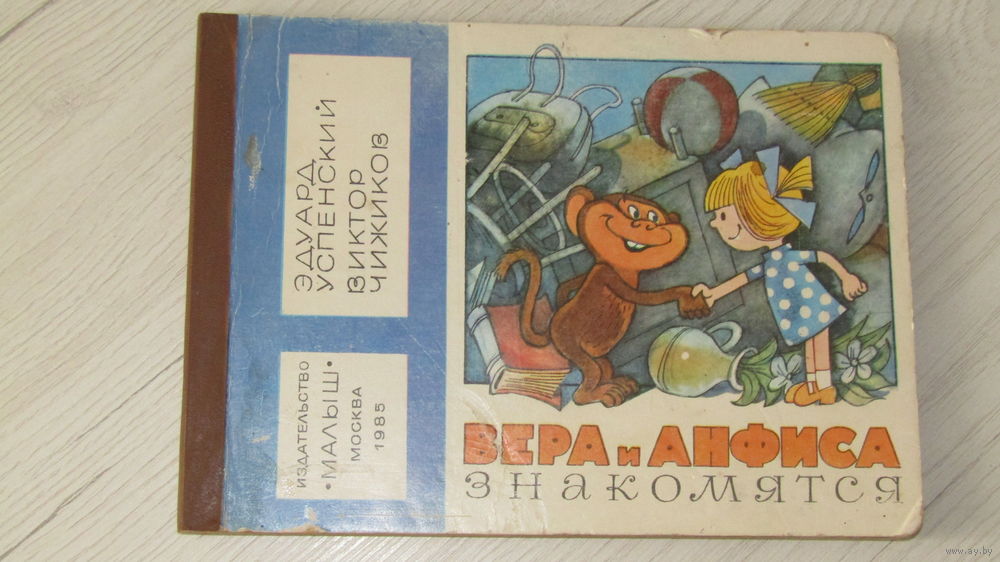 ЭДУАРД
УСПЕНСКИЙ
ВИКТОР
ЧИЖИКОВ
ИЗДАТЕЛЬСТВО
•МАЛЫШ•
МОСКВА
1985
ВЕРА и АНФИСА
ЗНАКОМЯТСЯ
www.ay.by